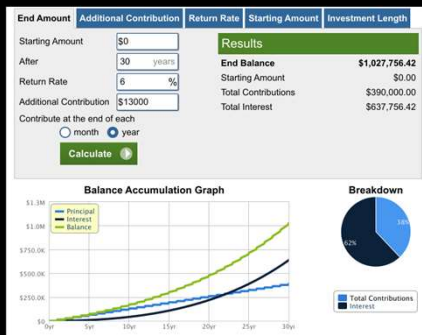 End Amount Additional Contribution Return Rate Starting Amount Investment Length
Starting Amount $0
After 30 years
Return Rate 6 %
Additional Contribution $13000
Contribute at the end of each
month year
Calculate
Results
End Balance $1,027,756.42
Starting Amount $0.00
Total Contributions $390,000.00
Total Interest $637,756.42
Balance Accumulation Graph
$1.3M
$1.0M
$750.0K
$500.0K
$250.0K
$0
Principal
Interest
Balance
0yr 5yr 10yr 15yr 20yr 25yr 30yr
Breakdown
38%
62%
Total Contributions
Interest